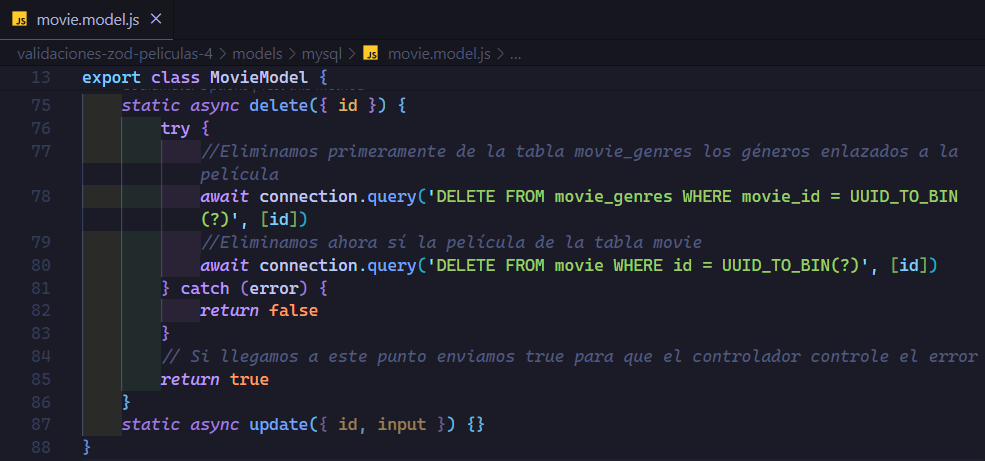 JS movie.model.js ×
validaciones-zod-peliculas-4 > models > mysql > JS movie.model.js > ...
13 export class MovieModel {
75 static async delete({ id }) {
76 try {
77 //Eliminamos primeramente de la tabla movie_genres los géneros enlazados a la
película
78 await connection.query('DELETE FROM movie_genres WHERE movie_id = UUID_TO_BIN
(?)', [id])
79 //Eliminamos ahora sí la película de la tabla movie
80 await connection.query('DELETE FROM movie WHERE id = UUID_TO_BIN(?)', [id])
81 } catch (error) {
82 return false
83 }
84 // Si llegamos a este punto enviamos true para que el controlador controle el error
85 return true
86 }
87 static async update({ id, input }) {}
88 }